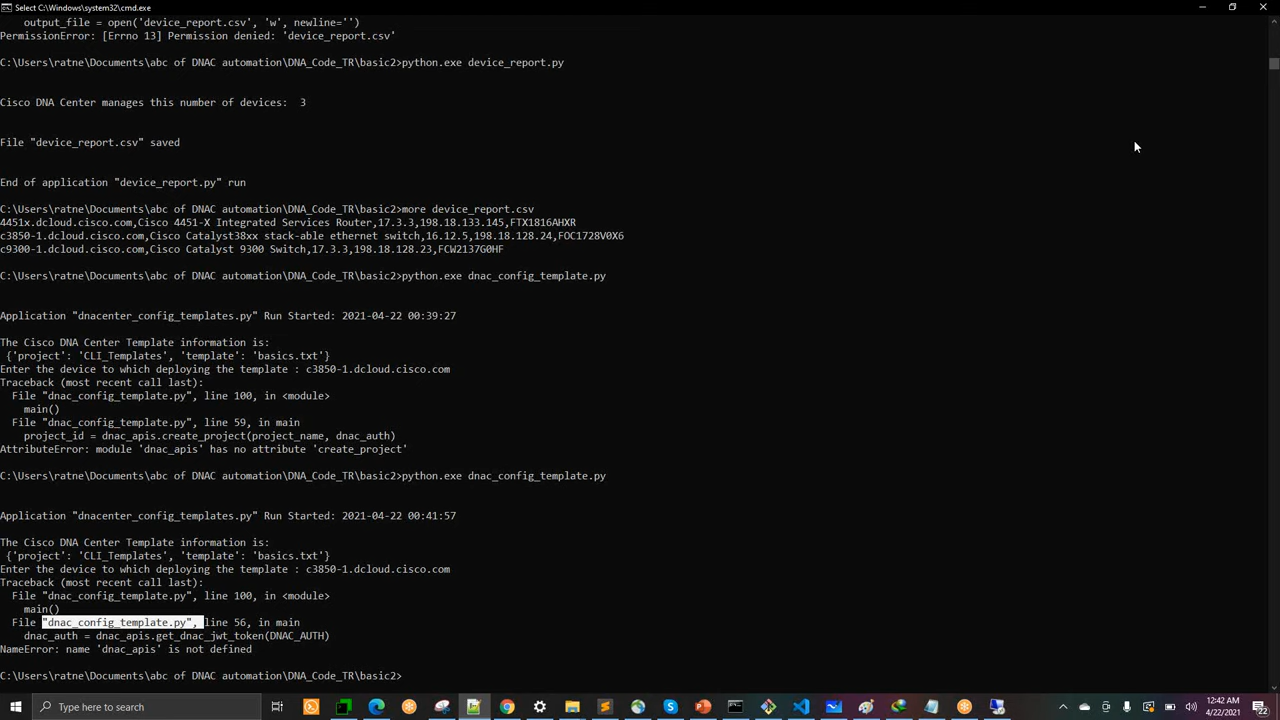 Select C:\Windows\system32\cmd.exe
output_file = open('device_report.csv', 'w', newline='')
PermissionError: [Errno 13] Permission denied: 'device_report.csv'
C:\Users\ratne\Documents\abc of DNAC automation\DNA_Code_TR\basic2>python.exe device_report.py
Cisco DNA Center manages this number of devices:  3
File "device_report.csv" saved
End of application "device_report.py" run
C:\Users\ratne\Documents\abc of DNAC automation\DNA_Code_TR\basic2>more device_report.csv
4451x.dcloud.cisco.com,Cisco 4451-X Integrated Services Router,17.3.3,198.18.133.145,FTX1816AHXR
c3850-1.dcloud.cisco.com,Cisco Catalyst38xx stack-able ethernet switch,16.12.5,198.18.128.24,FOC1728V0X6
c9300-1.dcloud.cisco.com,Cisco Catalyst 9300 Switch,17.3.3,198.18.128.23,FCW2137G0HF
C:\Users\ratne\Documents\abc of DNAC automation\DNA_Code_TR\basic2>python.exe dnac_config_template.py
Application "dnacenter_config_templates.py" Run Started: 2021-04-22 00:39:27
The Cisco DNA Center Template information is:
{'project': 'CLI_Templates', 'template': 'basics.txt'}
Enter the device to which deploying the template : c3850-1.dcloud.cisco.com
Traceback (most recent call last):
File "dnac_config_template.py", line 100, in <module>
main()
File "dnac_config_template.py", line 59, in main
project_id = dnac_apis.create_project(project_name, dnac_auth)
AttributeError: module 'dnac_apis' has no attribute 'create_project'
C:\Users\ratne\Documents\abc of DNAC automation\DNA_Code_TR\basic2>python.exe dnac_config_template.py
Application "dnacenter_config_templates.py" Run Started: 2021-04-22 00:41:57
The Cisco DNA Center Template information is:
{'project': 'CLI_Templates', 'template': 'basics.txt'}
Enter the device to which deploying the template : c3850-1.dcloud.cisco.com
Traceback (most recent call last):
File "dnac_config_template.py", line 100, in <module>
main()
File "dnac_config_template.py", line 56, in main
dnac_auth = dnac_apis.get_dnac_jwt_token(DNAC_AUTH)
NameError: name 'dnac_apis' is not defined
C:\Users\ratne\Documents\abc of DNAC automation\DNA_Code_TR\basic2>
Type here to search
12:42 AM
4/22/2021